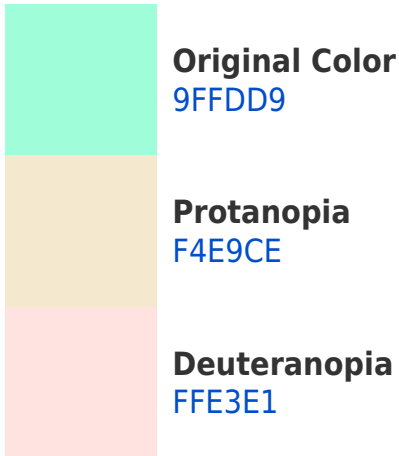 Original Color
9FFDD9
Protanopia
F4E9CE
Deuteranopia
FFE3E1